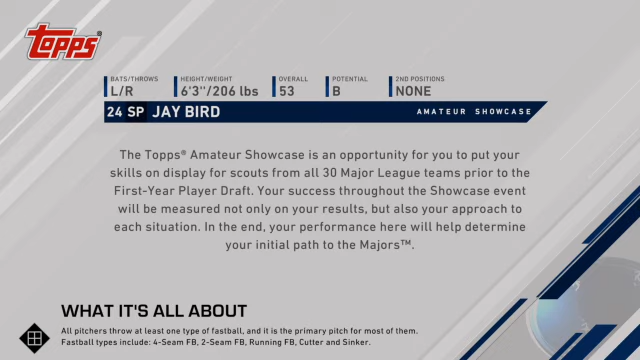 Topps®
BATS/THROWS HEIGHT/WEIGHT OVERALL POTENTIAL 2ND POSITIONS
L/R 6'3''/206 lbs 53 B NONE
24 SP JAY BIRD AMATEUR SHOWCASE
The Topps® Amateur Showcase is an opportunity for you to put your
skills on display for scouts from all 30 Major League teams prior to the
First-Year Player Draft. Your success throughout the Showcase event
will be measured not only on your results, but also your approach to
each situation. In the end, your performance here will help determine
your initial path to the Majors™.
WHAT IT'S ALL ABOUT
All pitchers throw at least one type of fastball, and it is the primary pitch for most of them.
Fastball types include: 4-Seam FB, 2-Seam FB, Running FB, Cutter and Sinker.